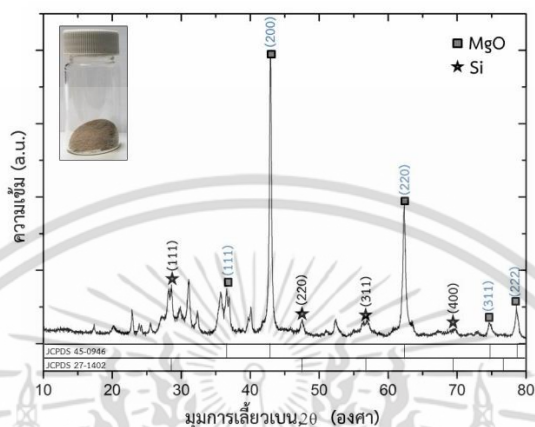 (200)
MgO
Si
(220)
(111)
(111)
(220)
(311)
(400)
(311)
(222)
ความเข้ม (a.u.)
JCPDS 45-0946
JCPDS 27-1402
10 20 30 40 50 60 70 80
มุมการเลี้ยวเบน,2θ (องศา)